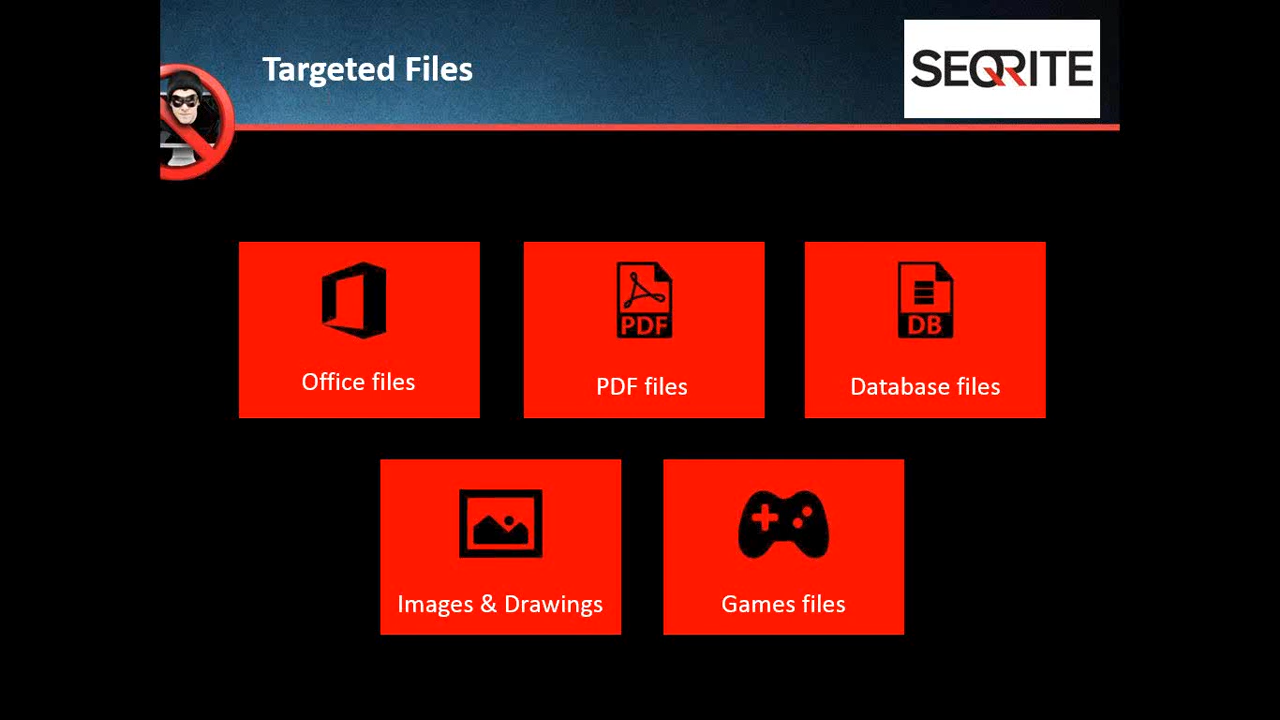 Targeted Files
SEQRITE
PDF
DB
Office files
PDF files
Database files
Images & Drawings
Games files